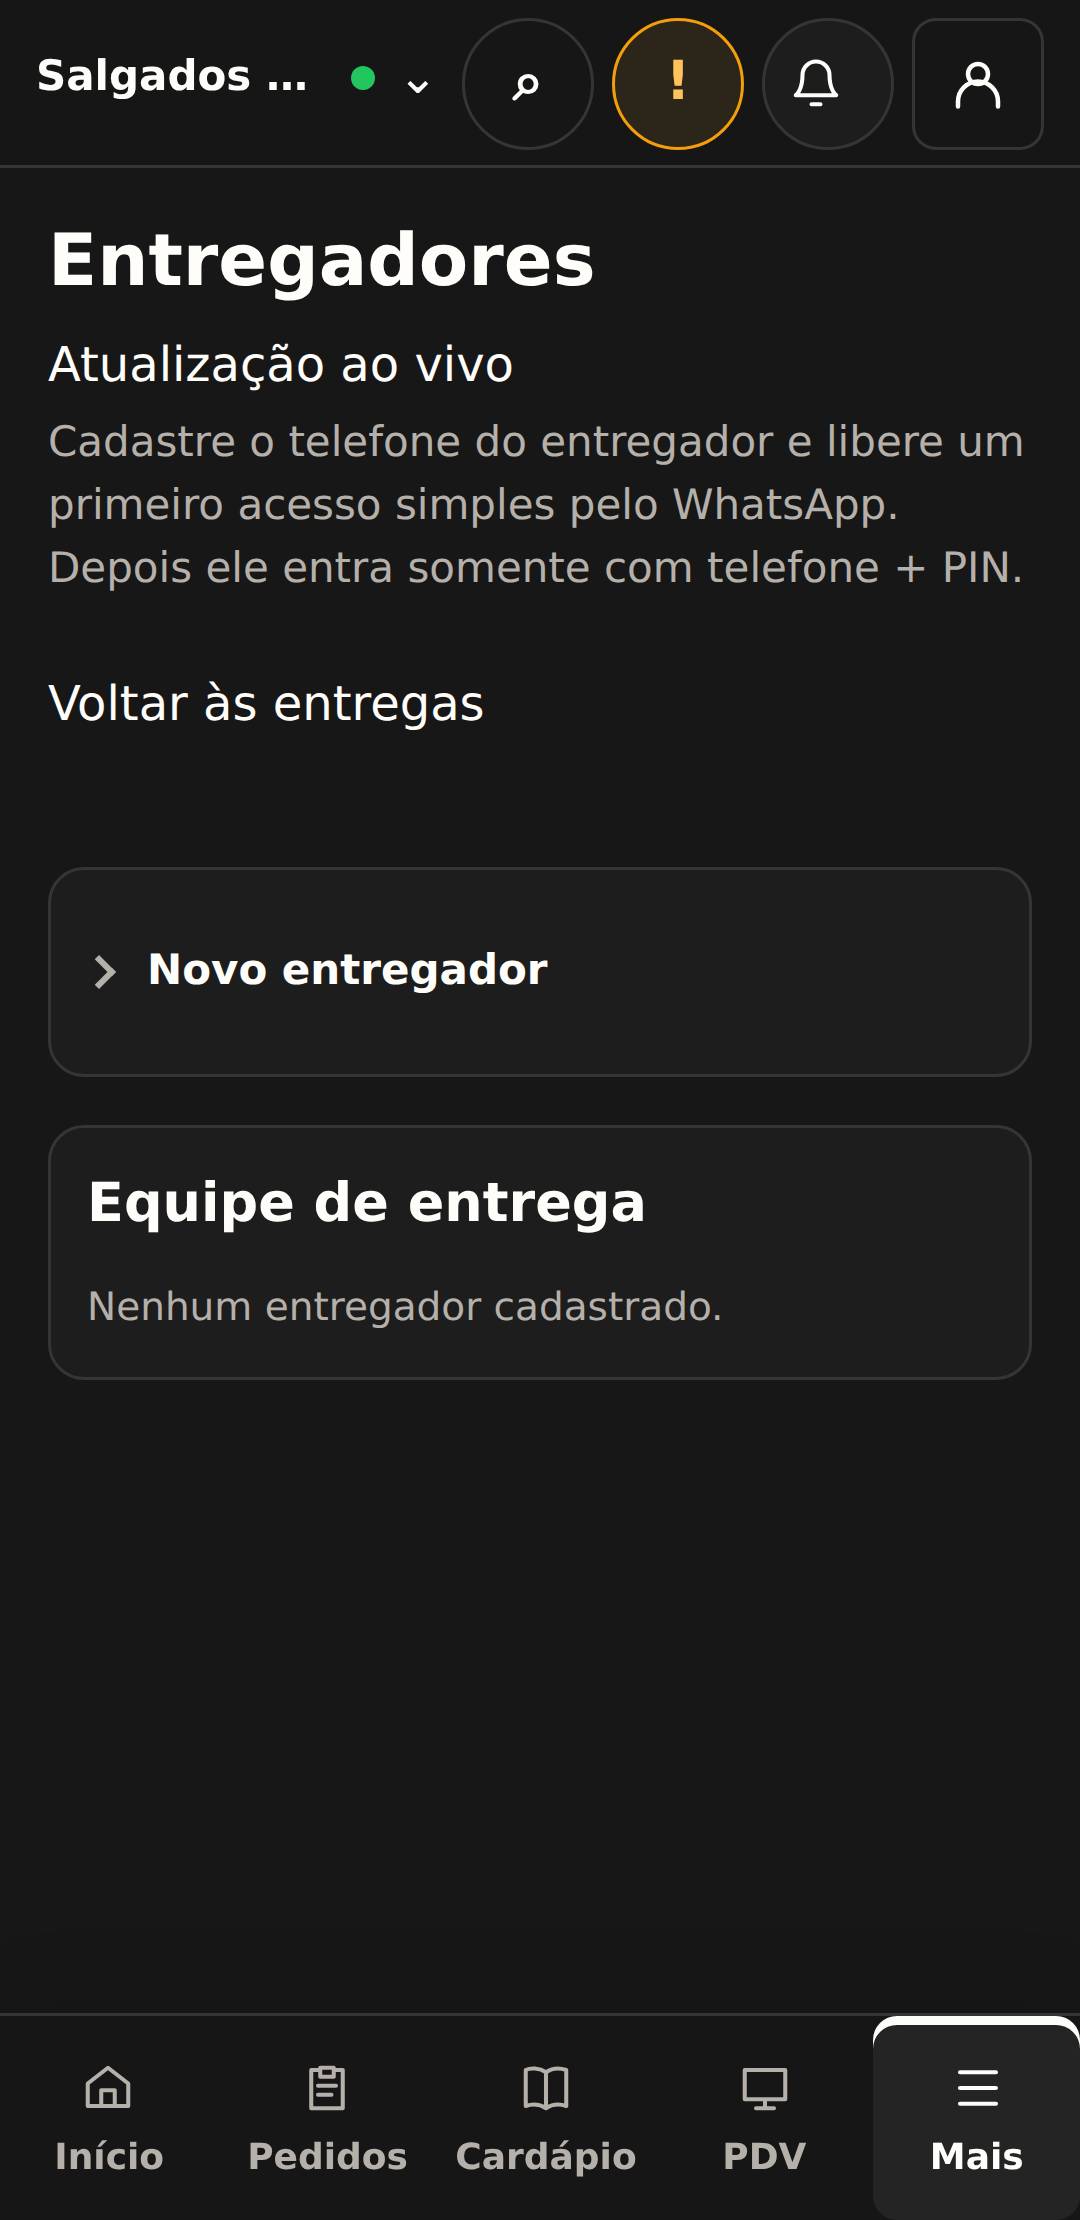 Salgados ...
!
Entregadores
Atualização ao vivo
Cadastre o telefone do entregador e libere um
primeiro acesso simples pelo WhatsApp.
Depois ele entra somente com telefone + PIN.
Voltar às entregas
Novo entregador
Equipe de entrega
Nenhum entregador cadastrado.
Início
Pedidos
Cardápio
PDV
Mais